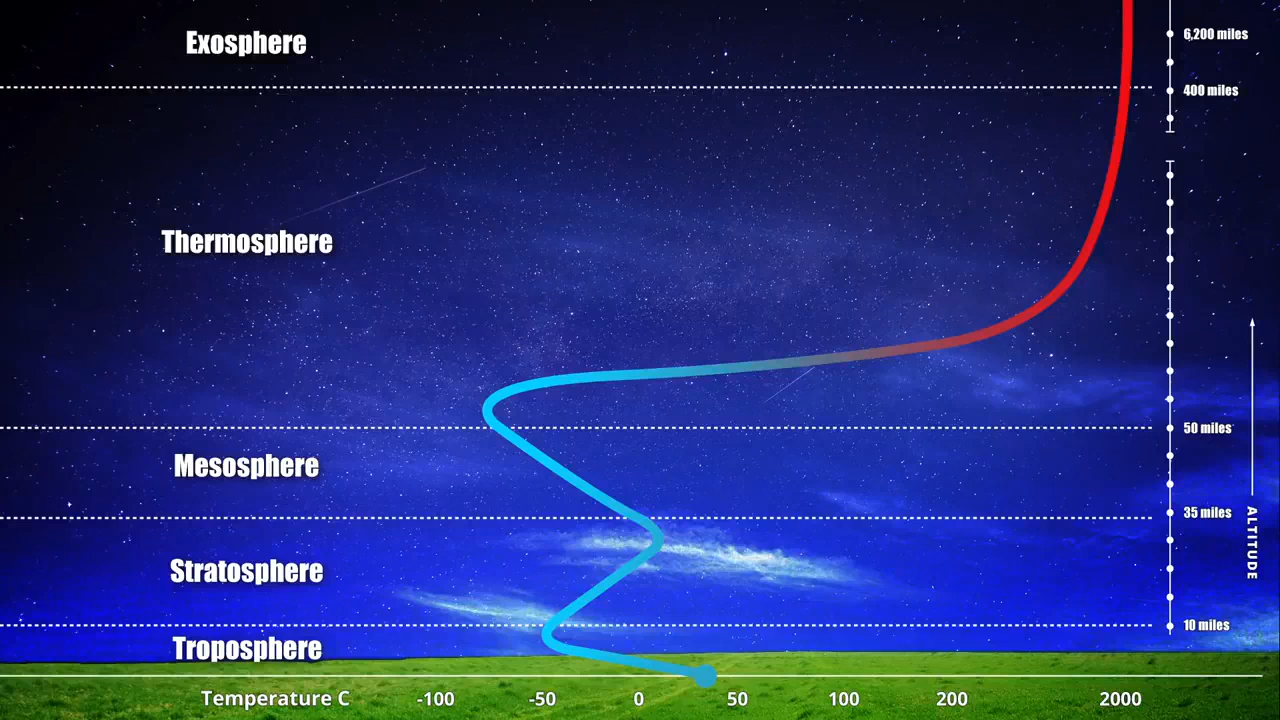 Exosphere
6,200 miles
400 miles
Thermosphere
50 miles
Mesosphere
35 miles
ALTITUDE
Stratosphere
10 miles
Troposphere
Temperature C -100 -50 0 50 100 200 2000